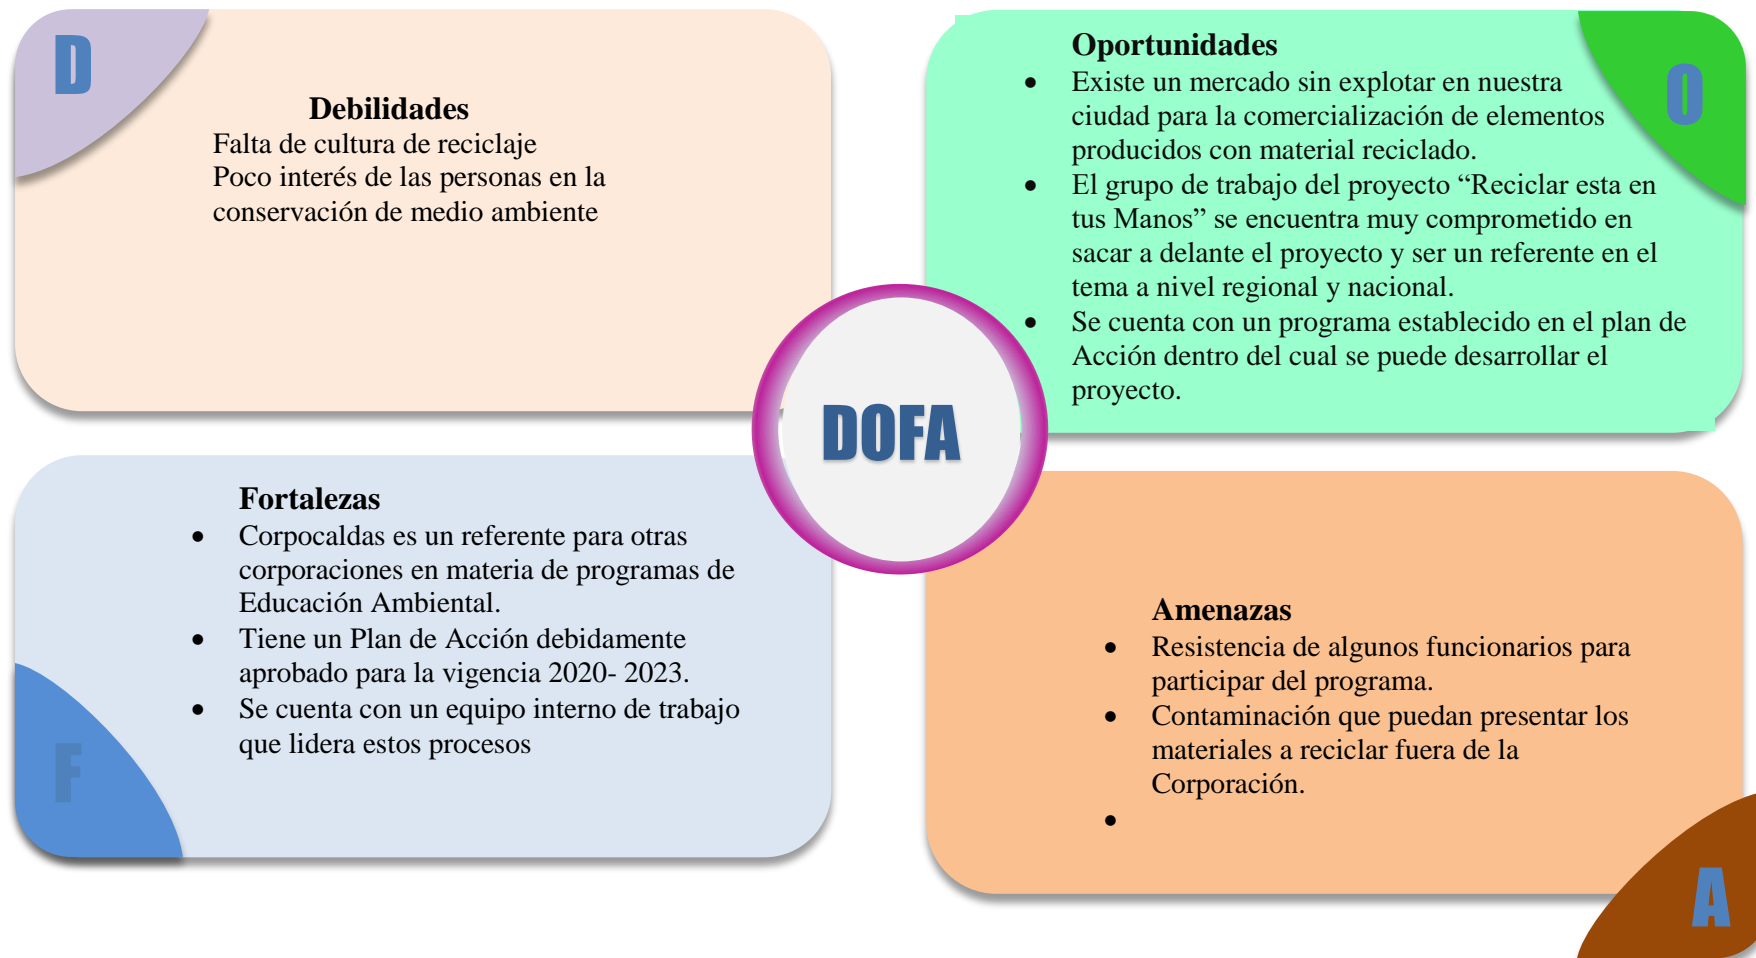 D
Debilidades
Falta de cultura de reciclaje
Poco interés de las personas en la
conservación de medio ambiente
O
Oportunidades
• Existe un mercado sin explotar en nuestra
ciudad para la comercialización de elementos
producidos con material reciclado.
• El grupo de trabajo del proyecto “Reciclar esta en
tus Manos” se encuentra muy comprometido en
sacar a delante el proyecto y ser un referente en el
tema a nivel regional y nacional.
• Se cuenta con un programa establecido en el plan de
Acción dentro del cual se puede desarrollar el
proyecto.
DOFA
Fortalezas
• Corpocaldas es un referente para otras
corporaciones en materia de programas de
Educación Ambiental.
• Tiene un Plan de Acción debidamente
aprobado para la vigencia 2020- 2023.
• Se cuenta con un equipo interno de trabajo
que lidera estos procesos
F
Amenazas
• Resistencia de algunos funcionarios para
participar del programa.
• Contaminación que puedan presentar los
materiales a reciclar fuera de la
Corporación.
•
A